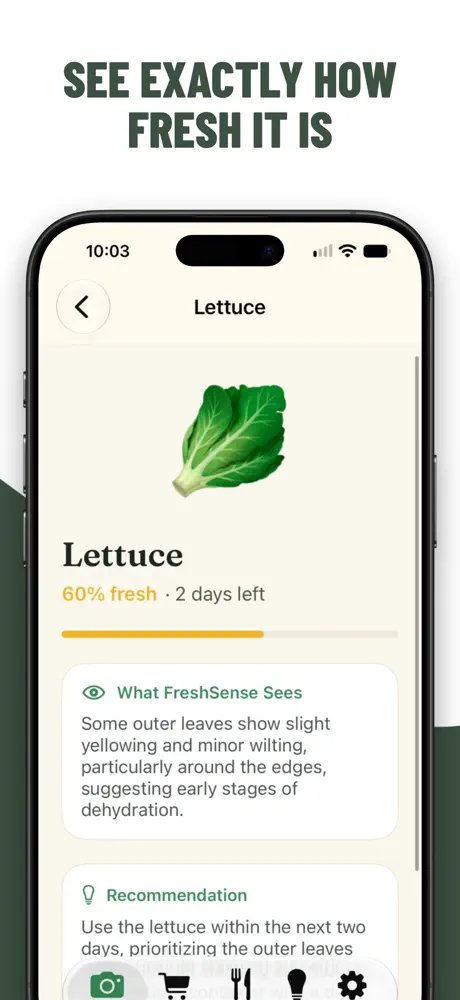 SEE EXACTLY HOW
FRESH IT IS
10:03
Lettuce
Lettuce
60% fresh · 2 days left
What FreshSense Sees
Some outer leaves show slight
yellowing and minor wilting,
particularly around the edges,
suggesting early stages of
dehydration.
Recommendation
Use the lettuce within the next two
days, prioritizing the outer leaves